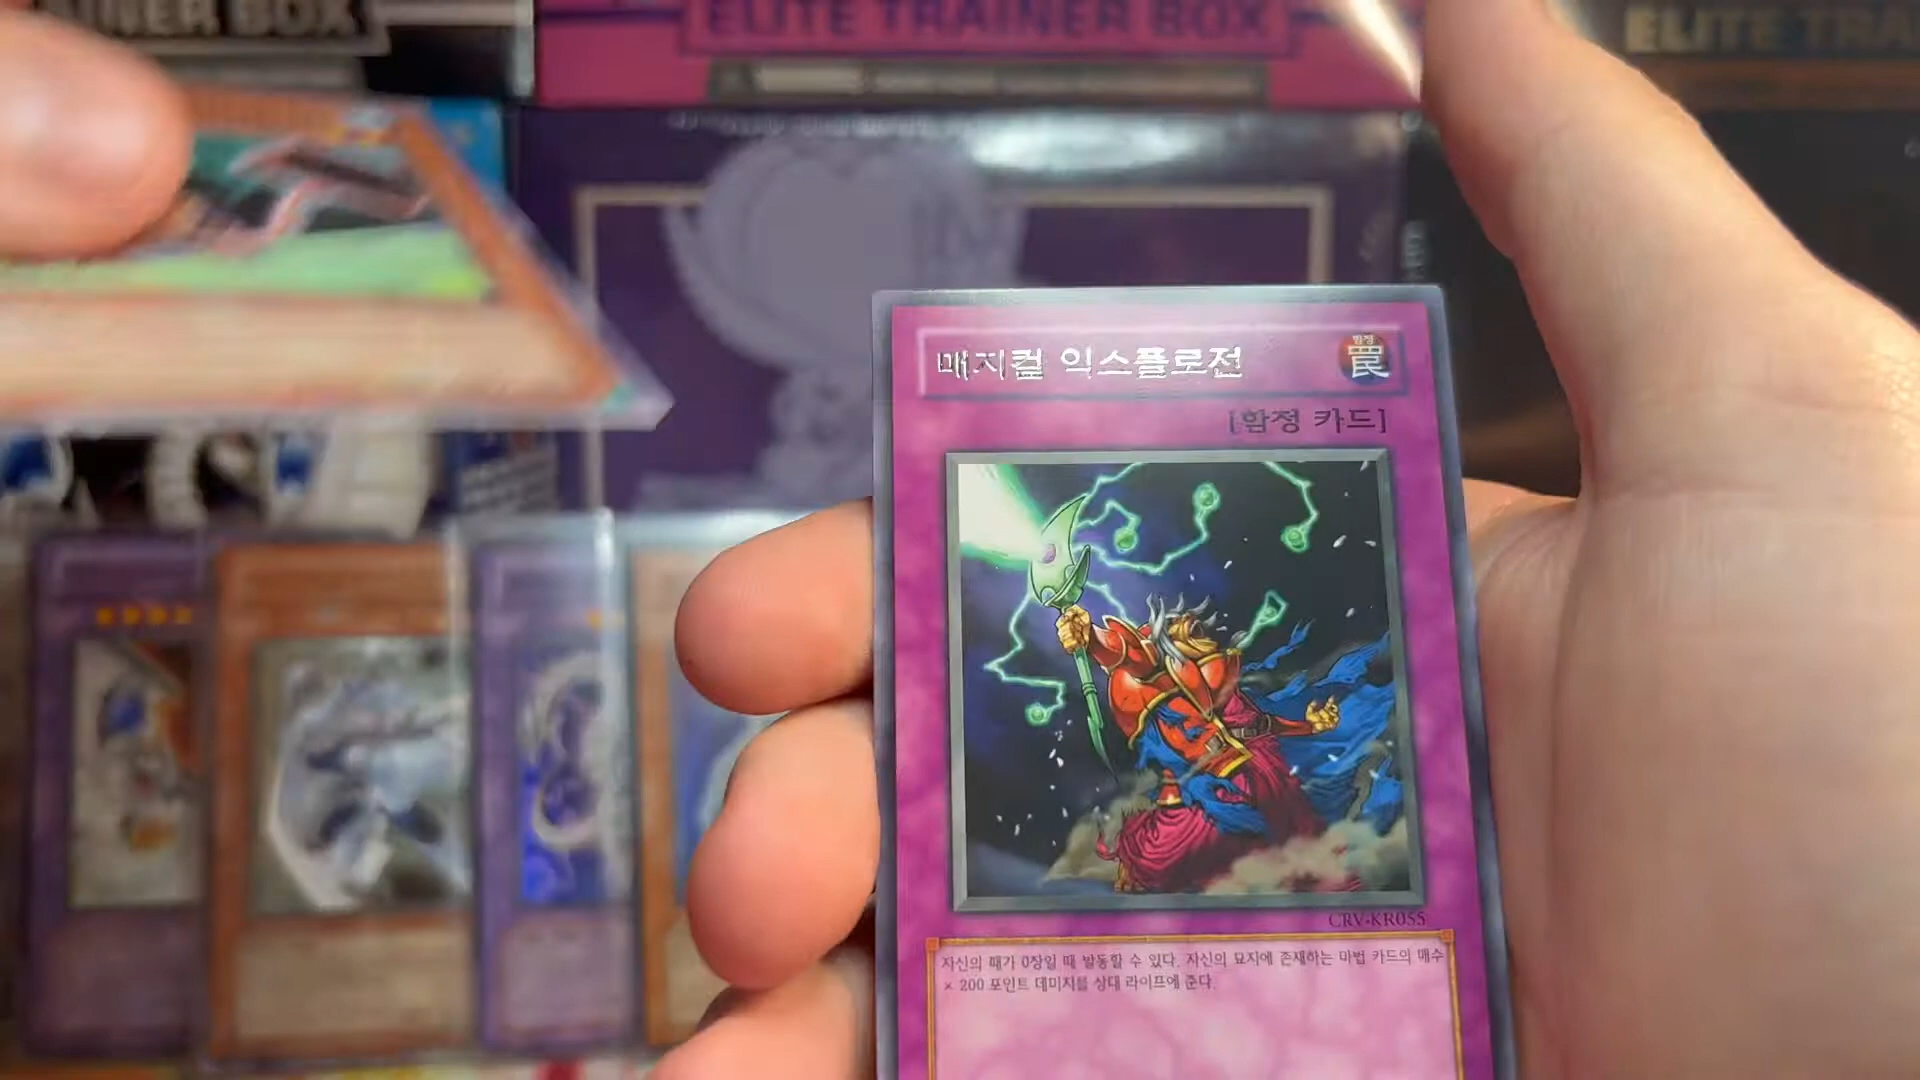 NER BOX
ELITE TRAINER BOX
ELITE TRA
매지컬 익스플로전
함정
罠
[함정 카드]
CRV-KR055
자신의 패가 0장일 때 발동할 수 있다. 자신의 묘지에 존재하는 마법 카드의 매수
× 200 포인트 데미지를 상대 라이프에 준다.